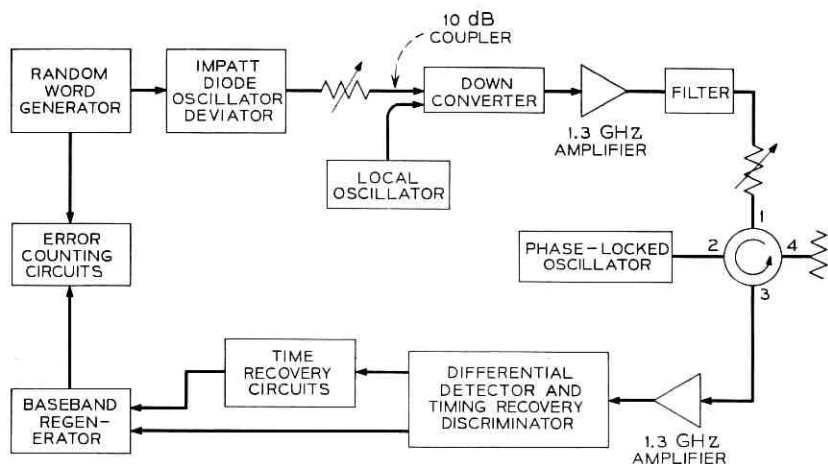 10 dB
COUPLER
RANDOM
WORD
GENERATOR
IMPATT
DIODE
OSCILLATOR
DEVIATOR
DOWN
CONVERTER
1.3 GHz
AMPLIFIER
FILTER
LOCAL
OSCILLATOR
ERROR
COUNTING
CIRCUITS
PHASE-LOCKED
OSCILLATOR
1
2
4
3
TIME
RECOVERY
CIRCUITS
DIFFERENTIAL
DETECTOR AND
TIMING RECOVERY
DISCRIMINATOR
BASEBAND
REGEN-
ERATOR
1.3 GHz
AMPLIFIER